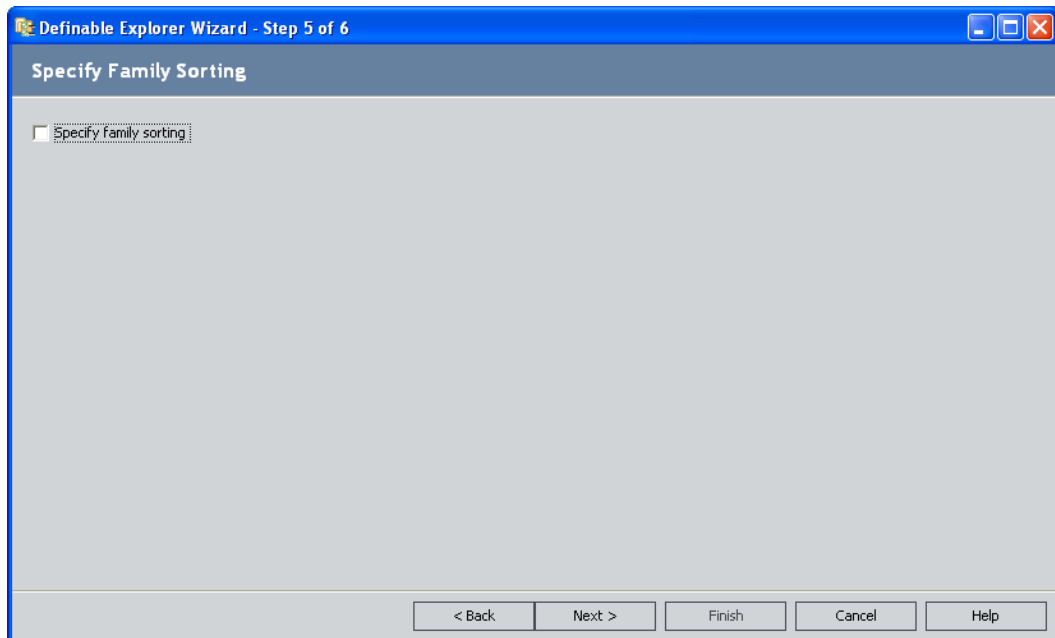 Definable Explorer Wizard - Step 5 of 6
Specify Family Sorting
Specify family sorting
< Back Next > Finish Cancel Help